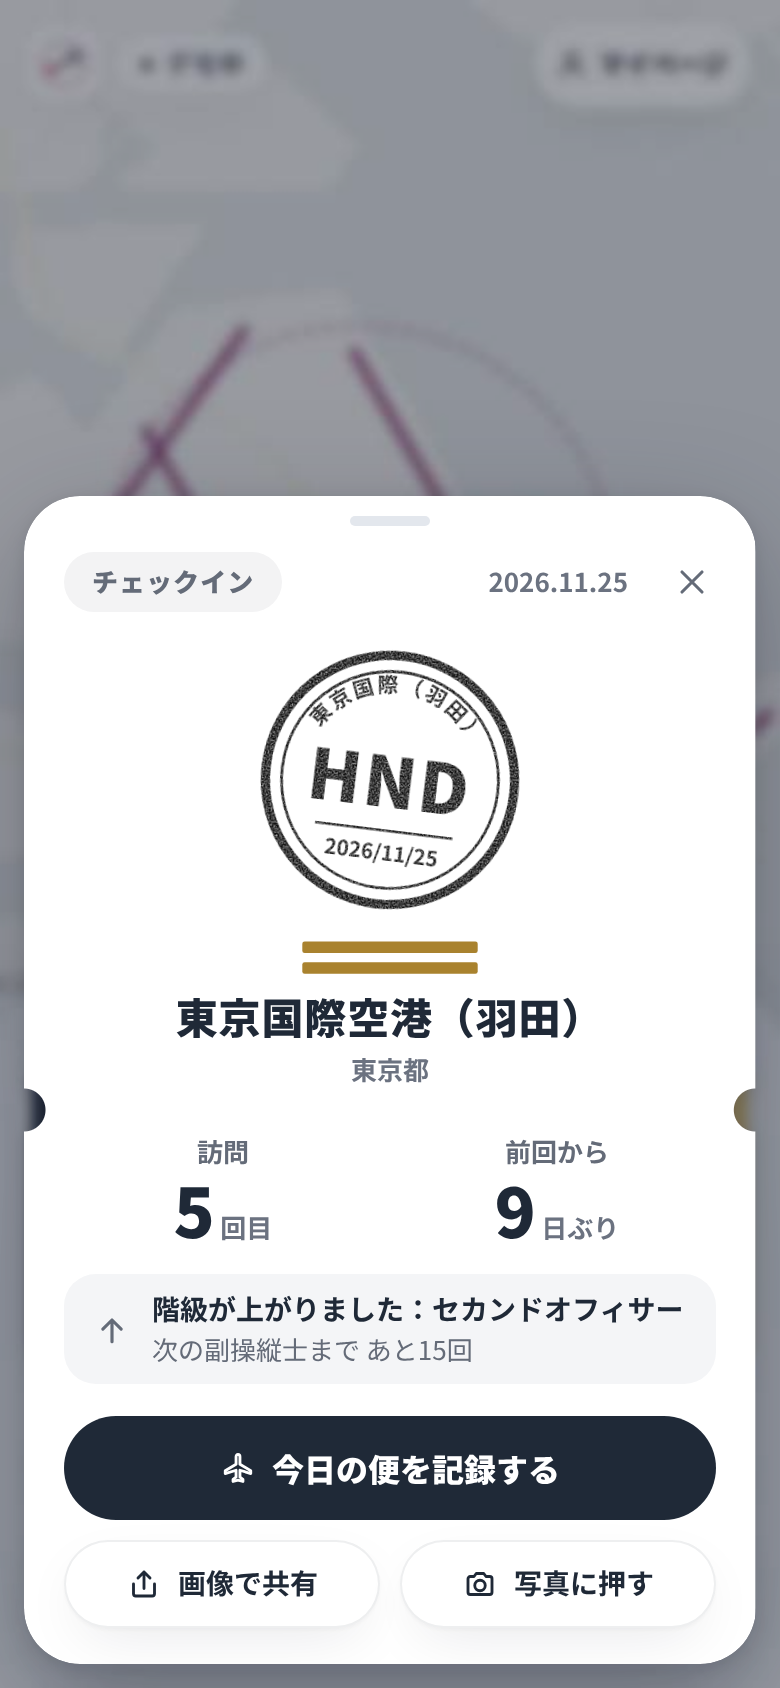 チェックイン
2026.11.25
東京国際（羽田）
HND
2026/11/25
東京国際空港（羽田）
東京都
訪問
前回から
5回目
9日ぶり
階級が上がりました：セカンドオフィサー
次の副操縦士まで あと15回
今日の便を記録する
画像で共有
写真に押す